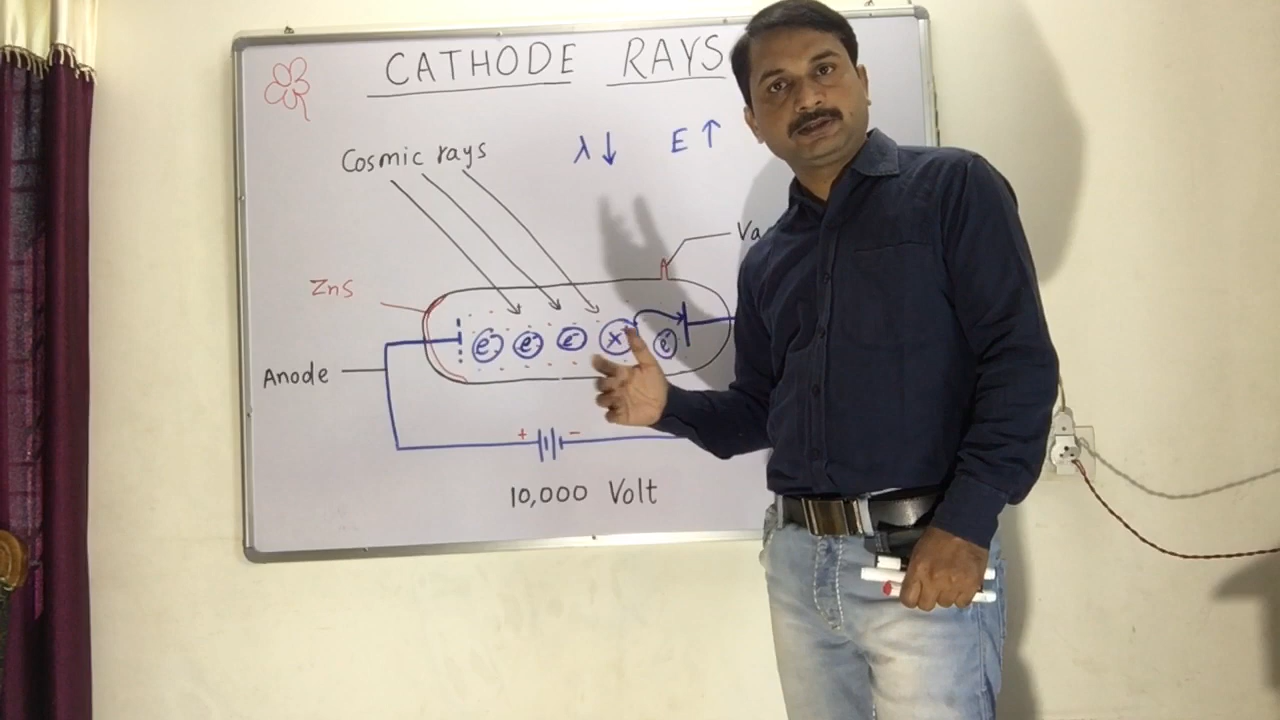 CATHODE RAYS
Cosmic rays
λ↓ E↑
ZnS
e⁻ e⁻ e⁻ x e⁻
Anode
+ −
10,000 Volt